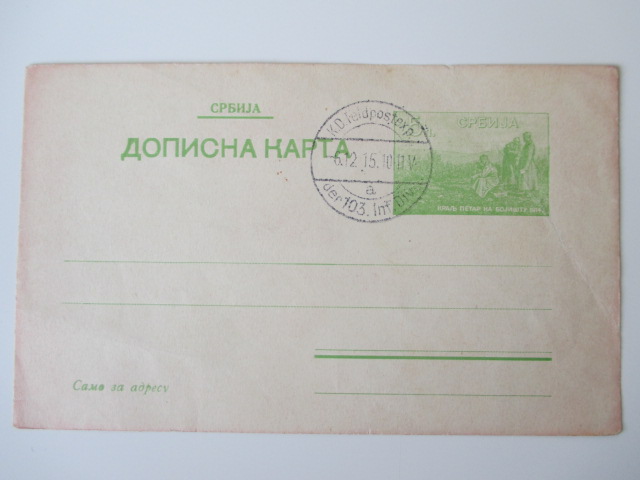 СРБИЈА
ДОПИСНА КАРТА
K.D. Feldpostexp.
6.12.15.10-11 V
a
der 103. Inf. Div.
СРБИЈА
КРАЉ ПЕТАР НА БОЈИШТУ 1914
Само за адресу